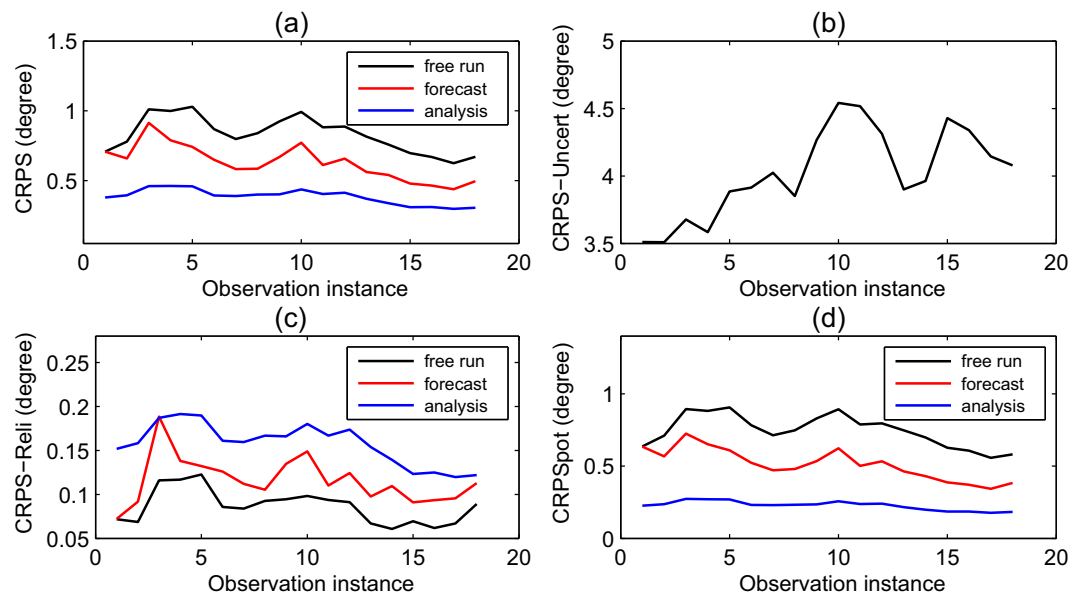 (a)
CRPS (degree)
1.5
1
0.5
0 5 10 15 20
Observation instance
free run
forecast
analysis
(b)
CRPS-Uncert (degree)
5
4.5
4
3.5
0 5 10 15 20
Observation instance
(c)
CRPS-Reli (degree)
0.25
0.2
0.15
0.1
0.05
0 5 10 15 20
Observation instance
free run
forecast
analysis
(d)
CRPSpot (degree)
1
0.5
0
0 5 10 15 20
Observation instance
free run
forecast
analysis